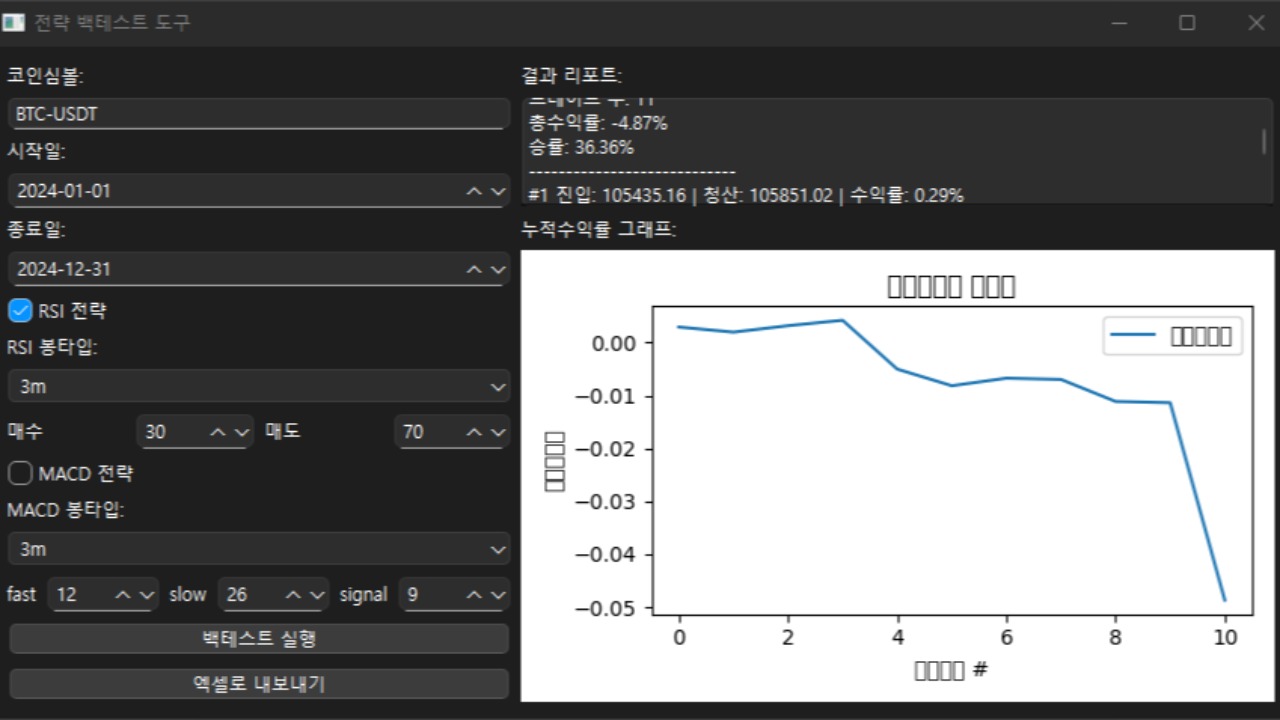 전략 백테스트 도구
코인심볼:
BTC-USDT
시작일:
2024-01-01
종료일:
2024-12-31
RSI 전략
RSI 봉타입:
3m
매수 30 매도 70
MACD 전략
MACD 봉타입:
3m
fast 12 slow 26 signal 9
백테스트 실행
엑셀로 내보내기
결과 리포트:
총수익률: -4.87%
승률: 36.36%
----------------------------
#1 진입: 105435.16 | 청산: 105851.02 | 수익률: 0.29%
누적수익률 그래프:
0.00
−0.01
−0.02
−0.03
−0.04
−0.05
0 2 4 6 8 10
#